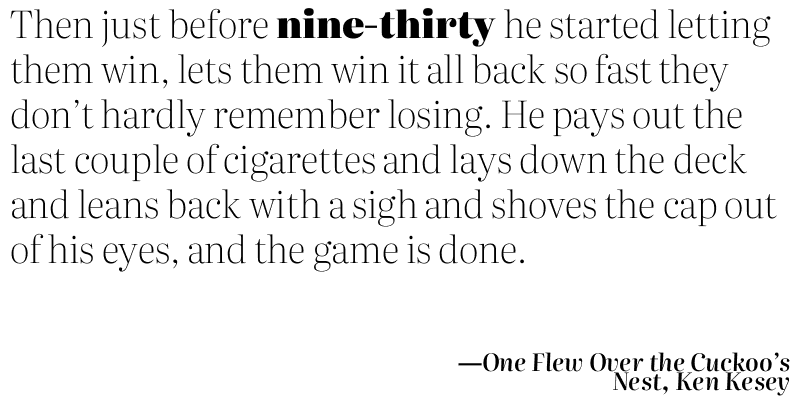 Then just before nine-thirty he started letting
them win, lets them win it all back so fast they
don’t hardly remember losing. He pays out the
last couple of cigarettes and lays down the deck
and leans back with a sigh and shoves the cap out
of his eyes, and the game is done.
—One Flew Over the Cuckoo’s
Nest, Ken Kesey